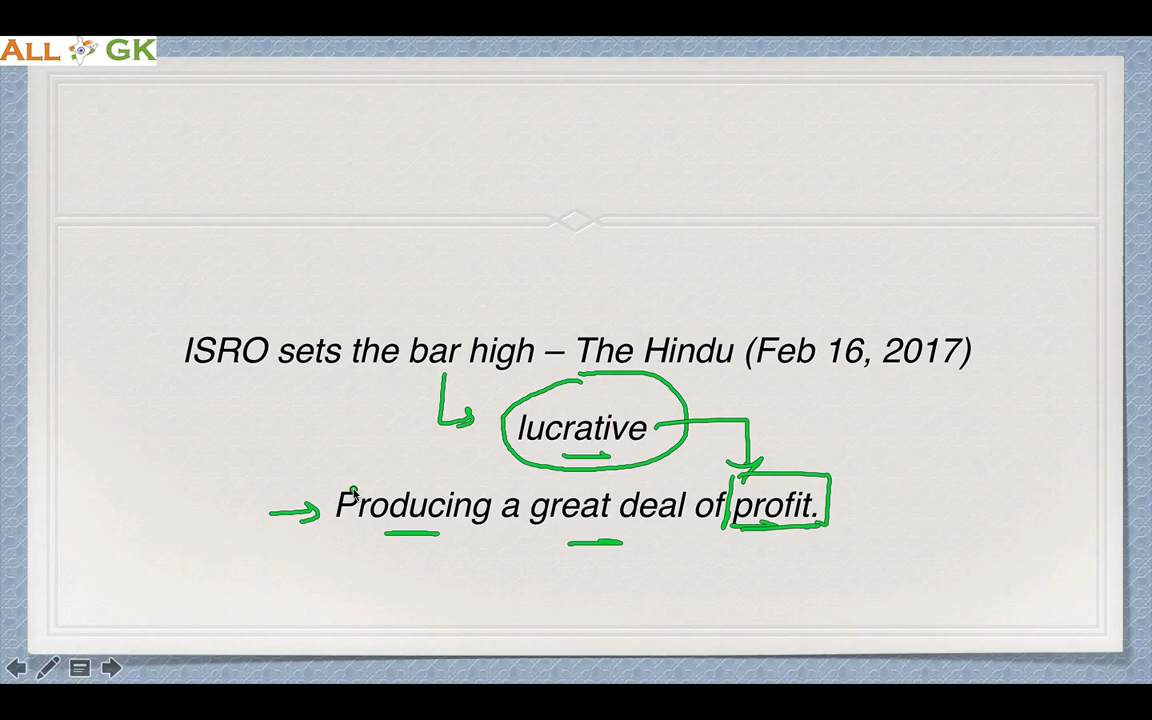 ALL GK
ISRO sets the bar high – The Hindu (Feb 16, 2017)
lucrative
Producing a great deal of profit.